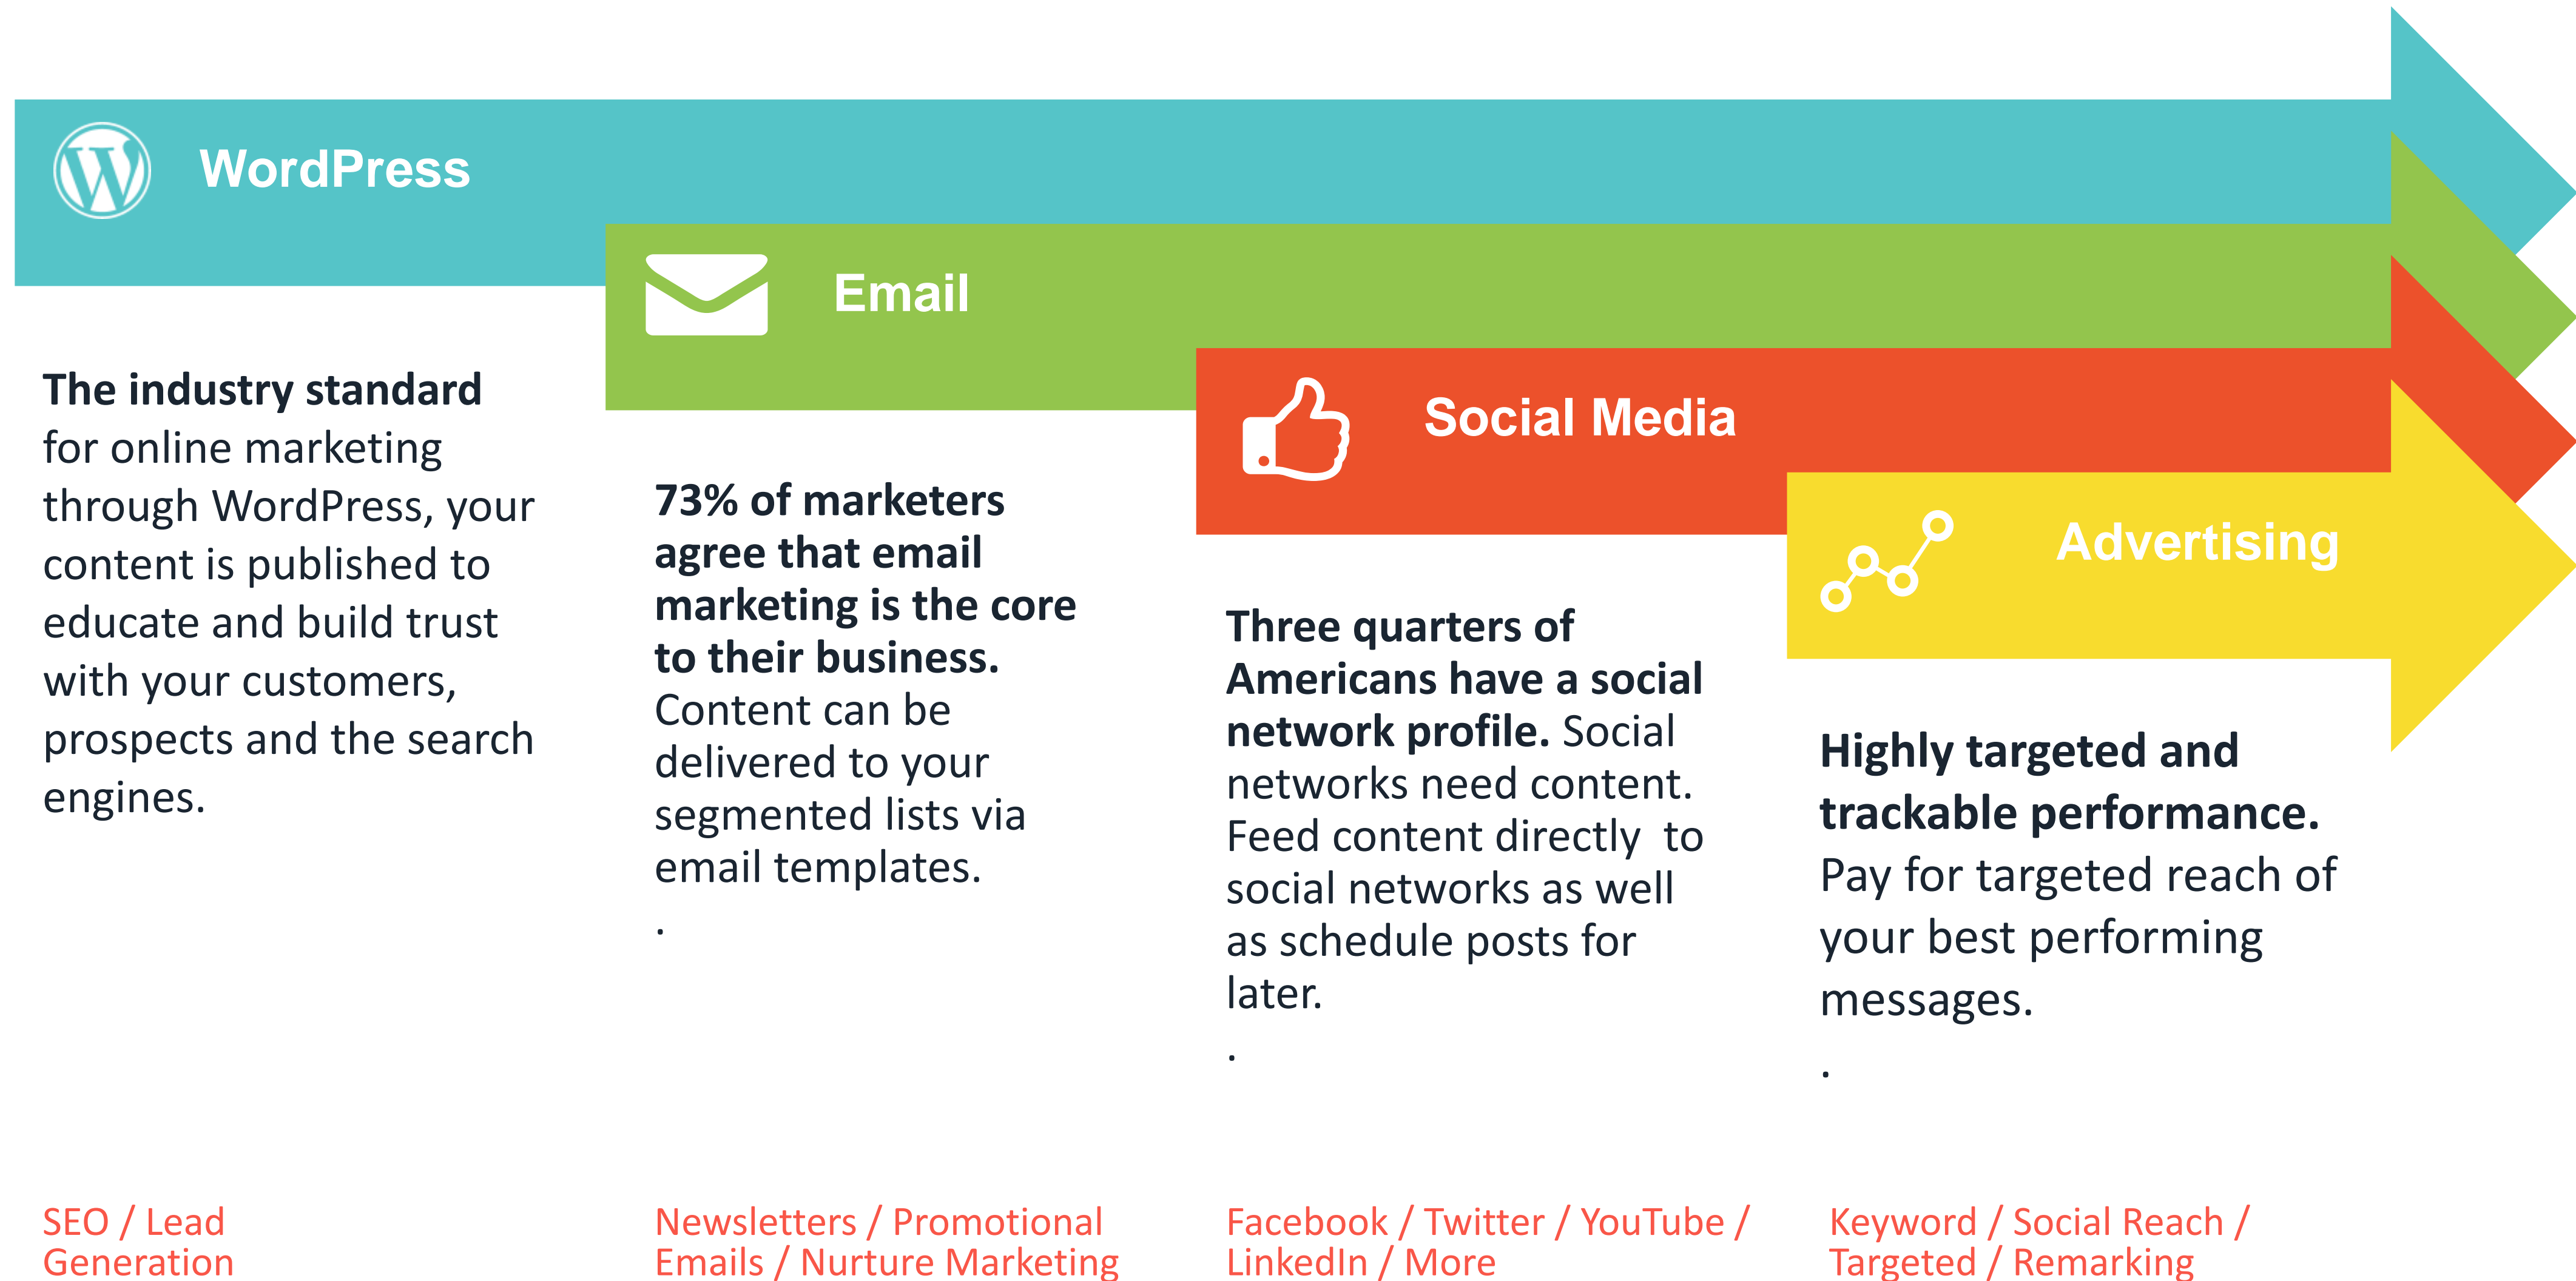 WordPress
Email
Social Media
Advertising
The industry standard
for online marketing
through WordPress, your
content is published to
educate and build trust
with your customers,
prospects and the search
engines.
73% of marketers
agree that email
marketing is the core
to their business.
Content can be
delivered to your
segmented lists via
email templates.
.
Three quarters of
Americans have a social
network profile. Social
networks need content.
Feed content directly  to
social networks as well
as schedule posts for
later.
.
Highly targeted and
trackable performance.
Pay for targeted reach of
your best performing
messages.
.
SEO / Lead
Generation
Newsletters / Promotional
Emails / Nurture Marketing
Facebook / Twitter / YouTube /
LinkedIn / More
Keyword / Social Reach /
Targeted / Remarking